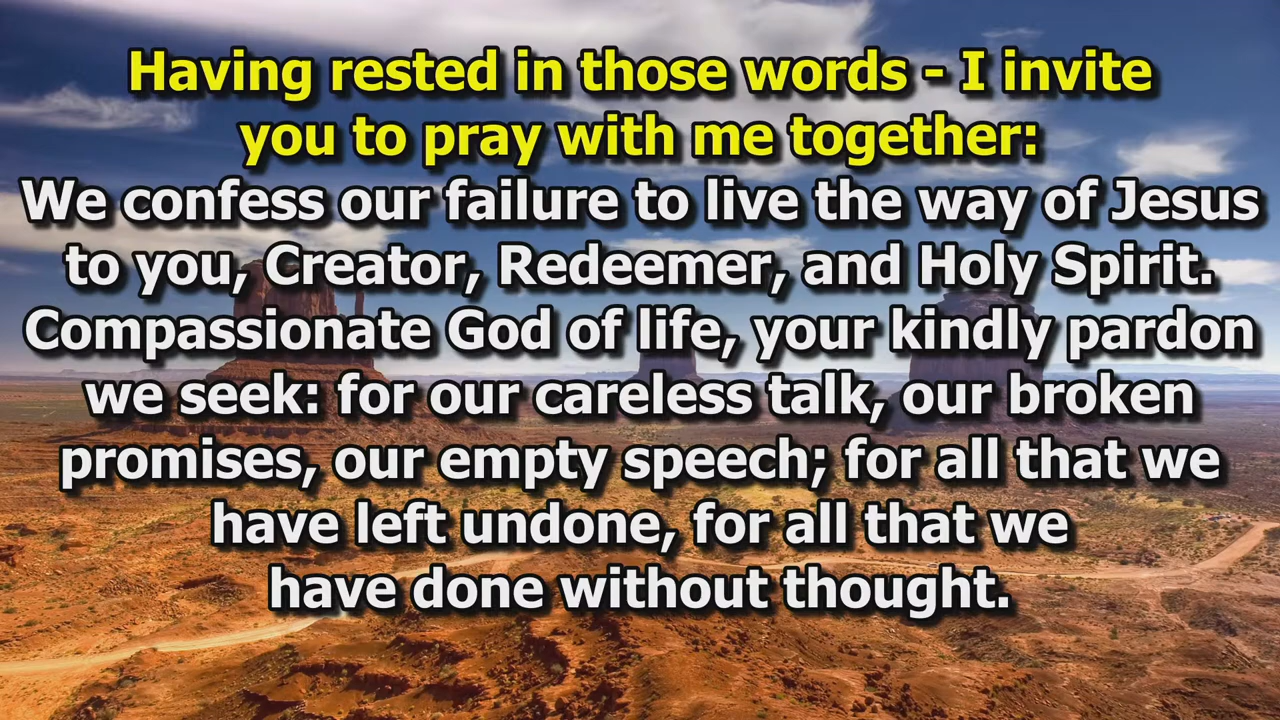 Having rested in those words - I invite
you to pray with me together:
We confess our failure to live the way of Jesus
to you, Creator, Redeemer, and Holy Spirit.
Compassionate God of life, your kindly pardon
we seek: for our careless talk, our broken
promises, our empty speech; for all that we
have left undone, for all that we
have done without thought.